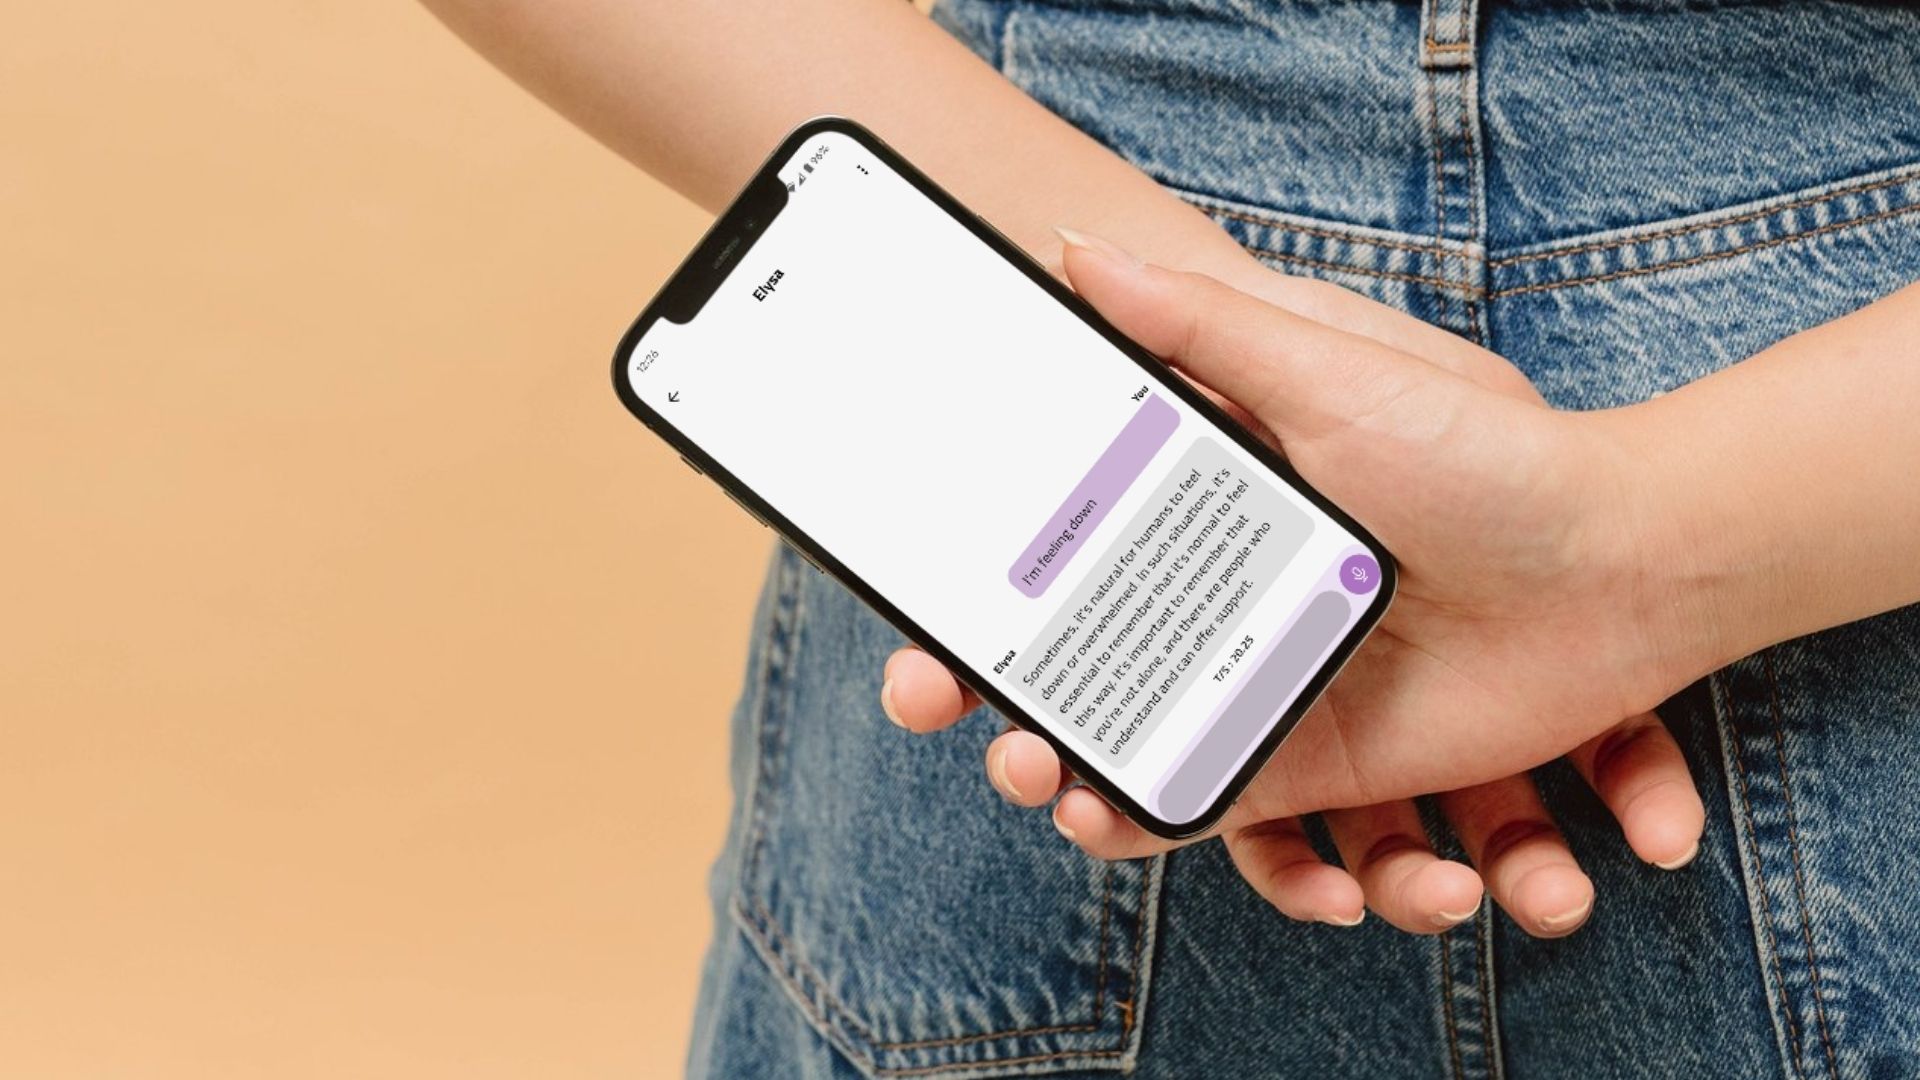 12:26
96%
Elysa
You
I'm feeling down
Elysa
Sometimes, it's natural for humans to feel
down or overwhelmed. In such situations, it's
essential to remember that it's normal to feel
this way. It's important to remember that
you're not alone, and there are people who
understand and can offer support.
T/S : 20.25